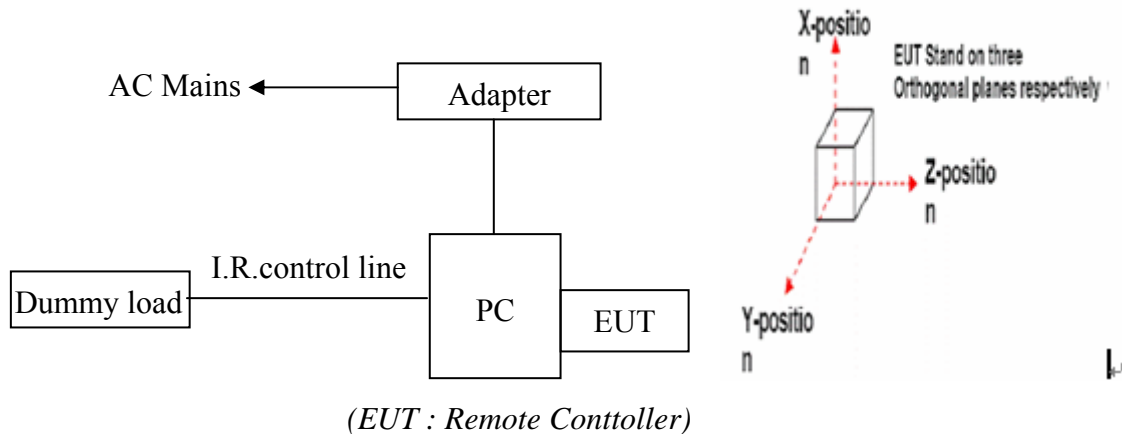 X-positio
n
EUT Stand on three
Orthogonal planes respectively
AC Mains
Adapter
Z-positio
n
I.R.control line
Dummy load
PC
EUT
Y-positio
n
(EUT : Remote Conttoller)